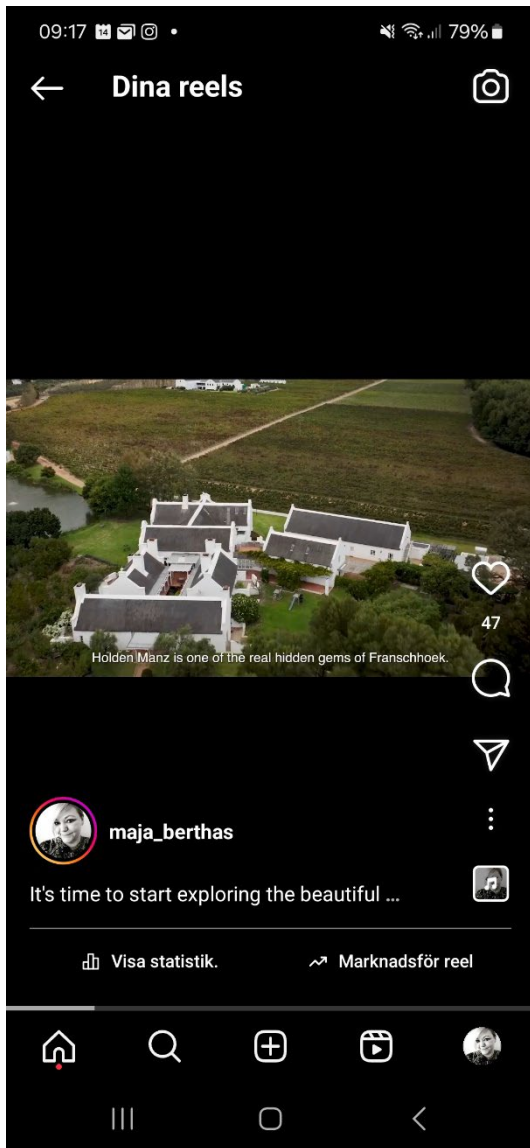 09:17
79%
Dina reels
Holden Manz is one of the real hidden gems of Franschhoek.
47
maja_berthas
It's time to start exploring the beautiful ...
Visa statistik.
Marknadsför reel